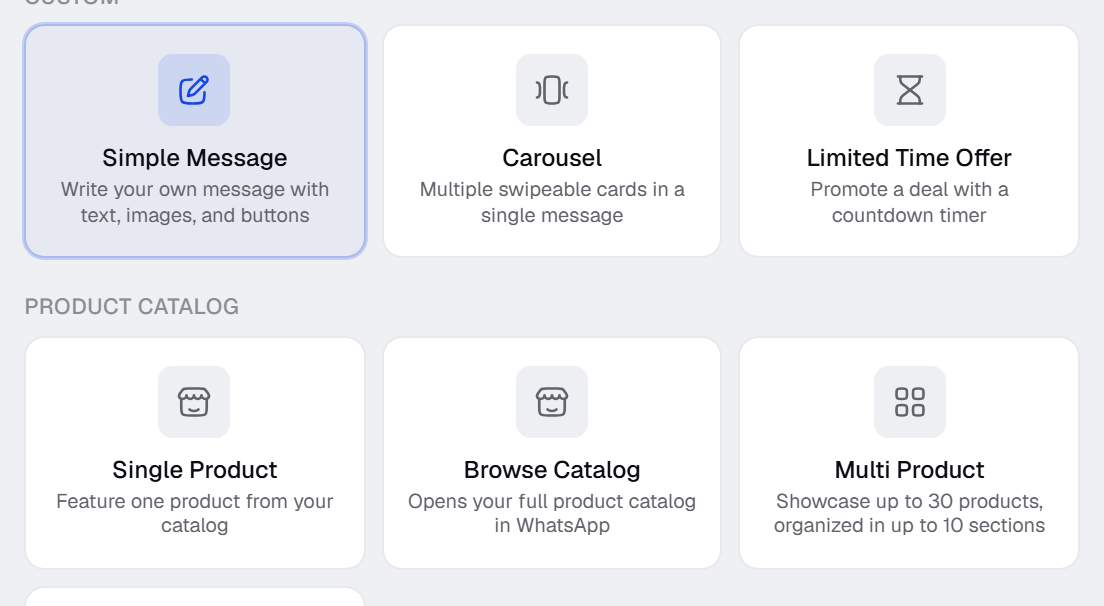 CUSTOM
Simple Message
Write your own message with
text, images, and buttons
Carousel
Multiple swipeable cards in a
single message
Limited Time Offer
Promote a deal with a
countdown timer
PRODUCT CATALOG
Single Product
Feature one product from your
catalog
Browse Catalog
Opens your full product catalog
in WhatsApp
Multi Product
Showcase up to 30 products,
organized in up to 10 sections